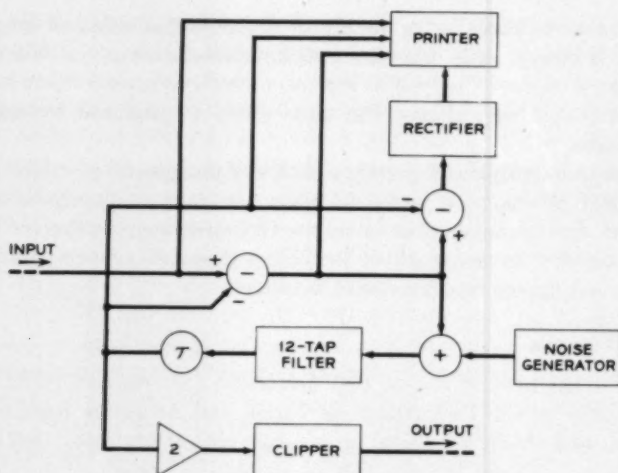 PRINTER
RECTIFIER
−
−
+
INPUT
+
−
−
τ
12-TAP
FILTER
+
NOISE
GENERATOR
2
CLIPPER
OUTPUT